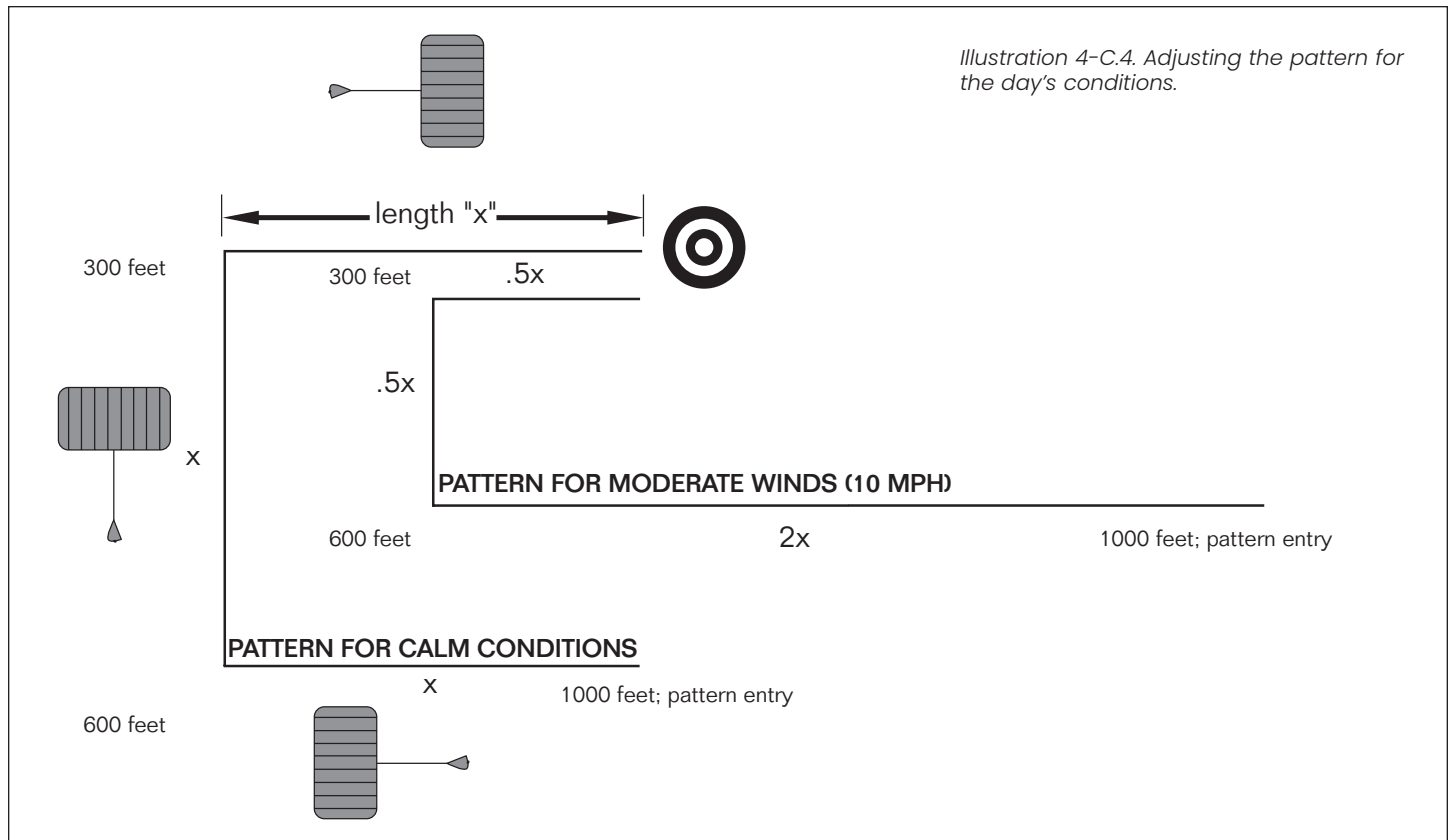 Illustration 4-C.4. Adjusting the pattern for
the day's conditions.
length "x"
300 feet
300 feet
.5x
.5x
x
PATTERN FOR MODERATE WINDS (10 MPH)
600 feet
2x
1000 feet; pattern entry
PATTERN FOR CALM CONDITIONS
x
1000 feet; pattern entry
600 feet